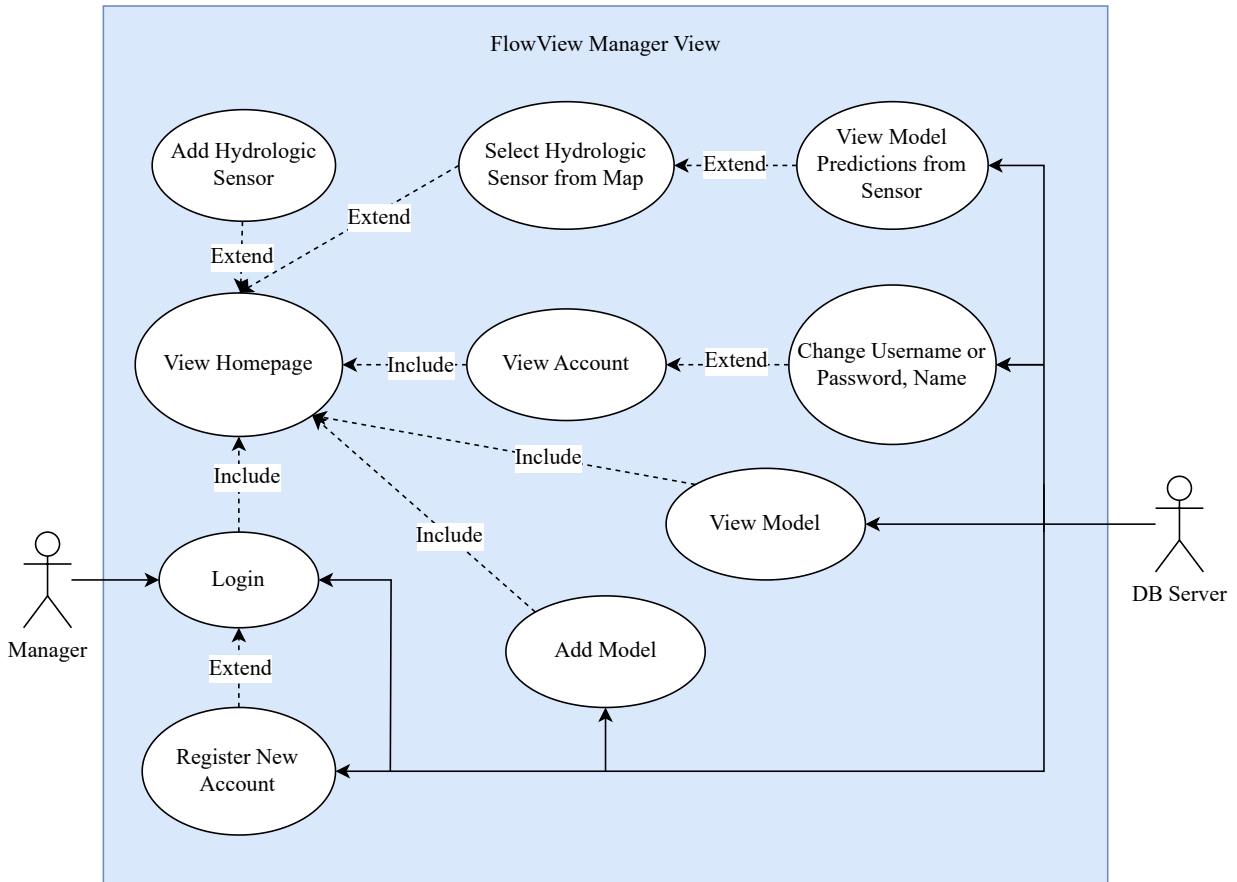 FlowView Manager View
Add Hydrologic
Sensor
Select Hydrologic
Sensor from Map
Extend
View Model
Predictions from
Sensor
Extend
Extend
View Homepage
Include
View Account
Extend
Change Username or
Password, Name
Include
Include
View Model
Include
Manager
Login
DB Server
Extend
Add Model
Register New
Account